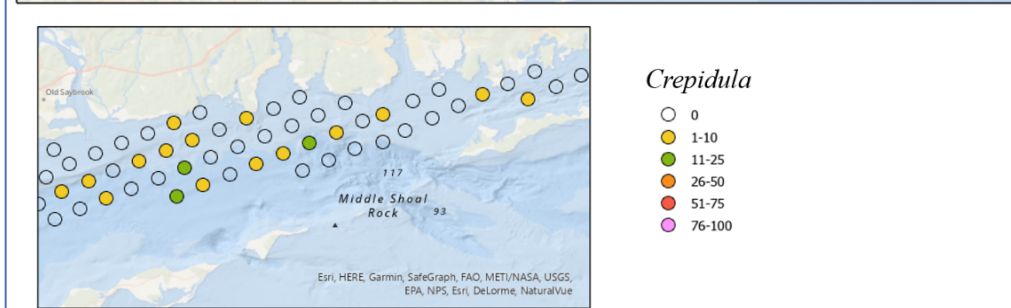 Old Saybrook
117
Middle Shoal
Rock
93
Esri, HERE, Garmin, SafeGraph, FAO, METI/NASA, USGS,
EPA, NPS, Esri, DeLorme, NaturalVue
Crepidula
0
1-10
11-25
26-50
51-75
76-100